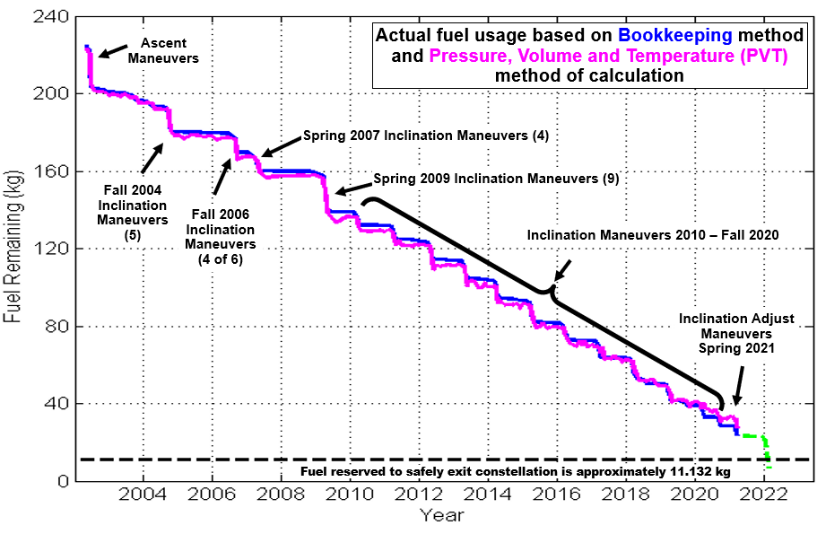 Actual fuel usage based on Bookkeeping method
and Pressure, Volume and Temperature (PVT)
method of calculation
Ascent
Maneuvers
Spring 2007 Inclination Maneuvers (4)
Spring 2009 Inclination Maneuvers (9)
Fall 2004
Inclination
Maneuvers
(5)
Fall 2006
Inclination
Maneuvers
(4 of 6)
Inclination Maneuvers 2010 – Fall 2020
Inclination Adjust
Maneuvers
Spring 2021
Fuel reserved to safely exit constellation is approximately 11.132 kg
Fuel Remaining (kg)
240
200
160
120
80
40
0
2004 2006 2008 2010 2012 2014 2016 2018 2020 2022
Year